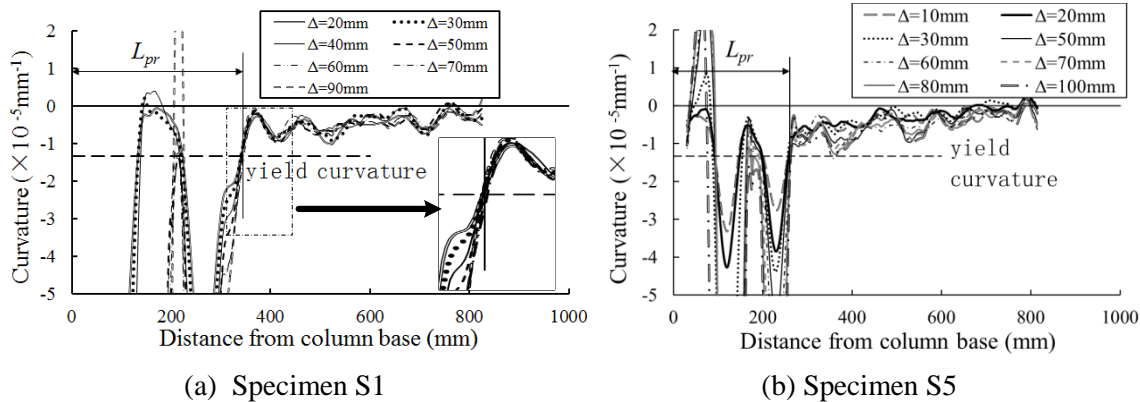 Δ=20mm Δ=30mm
Δ=40mm Δ=50mm
Δ=60mm Δ=70mm
Δ=90mm
2
1
0
-1
-2
-3
-4
-5
Curvature (×10⁻⁵mm⁻¹)
Lpr
yield curvature
0 200 400 600 800 1000
Distance from column base (mm)
(a) Specimen S1
Δ=10mm Δ=20mm
Δ=30mm Δ=50mm
Δ=60mm Δ=70mm
Δ=80mm Δ=100mm
2
1
0
-1
-2
-3
-4
-5
Curvature (×10⁻⁵mm⁻¹)
Lpr
yield
curvature
0 200 400 600 800 1000
Distance from column base (mm)
(b) Specimen S5